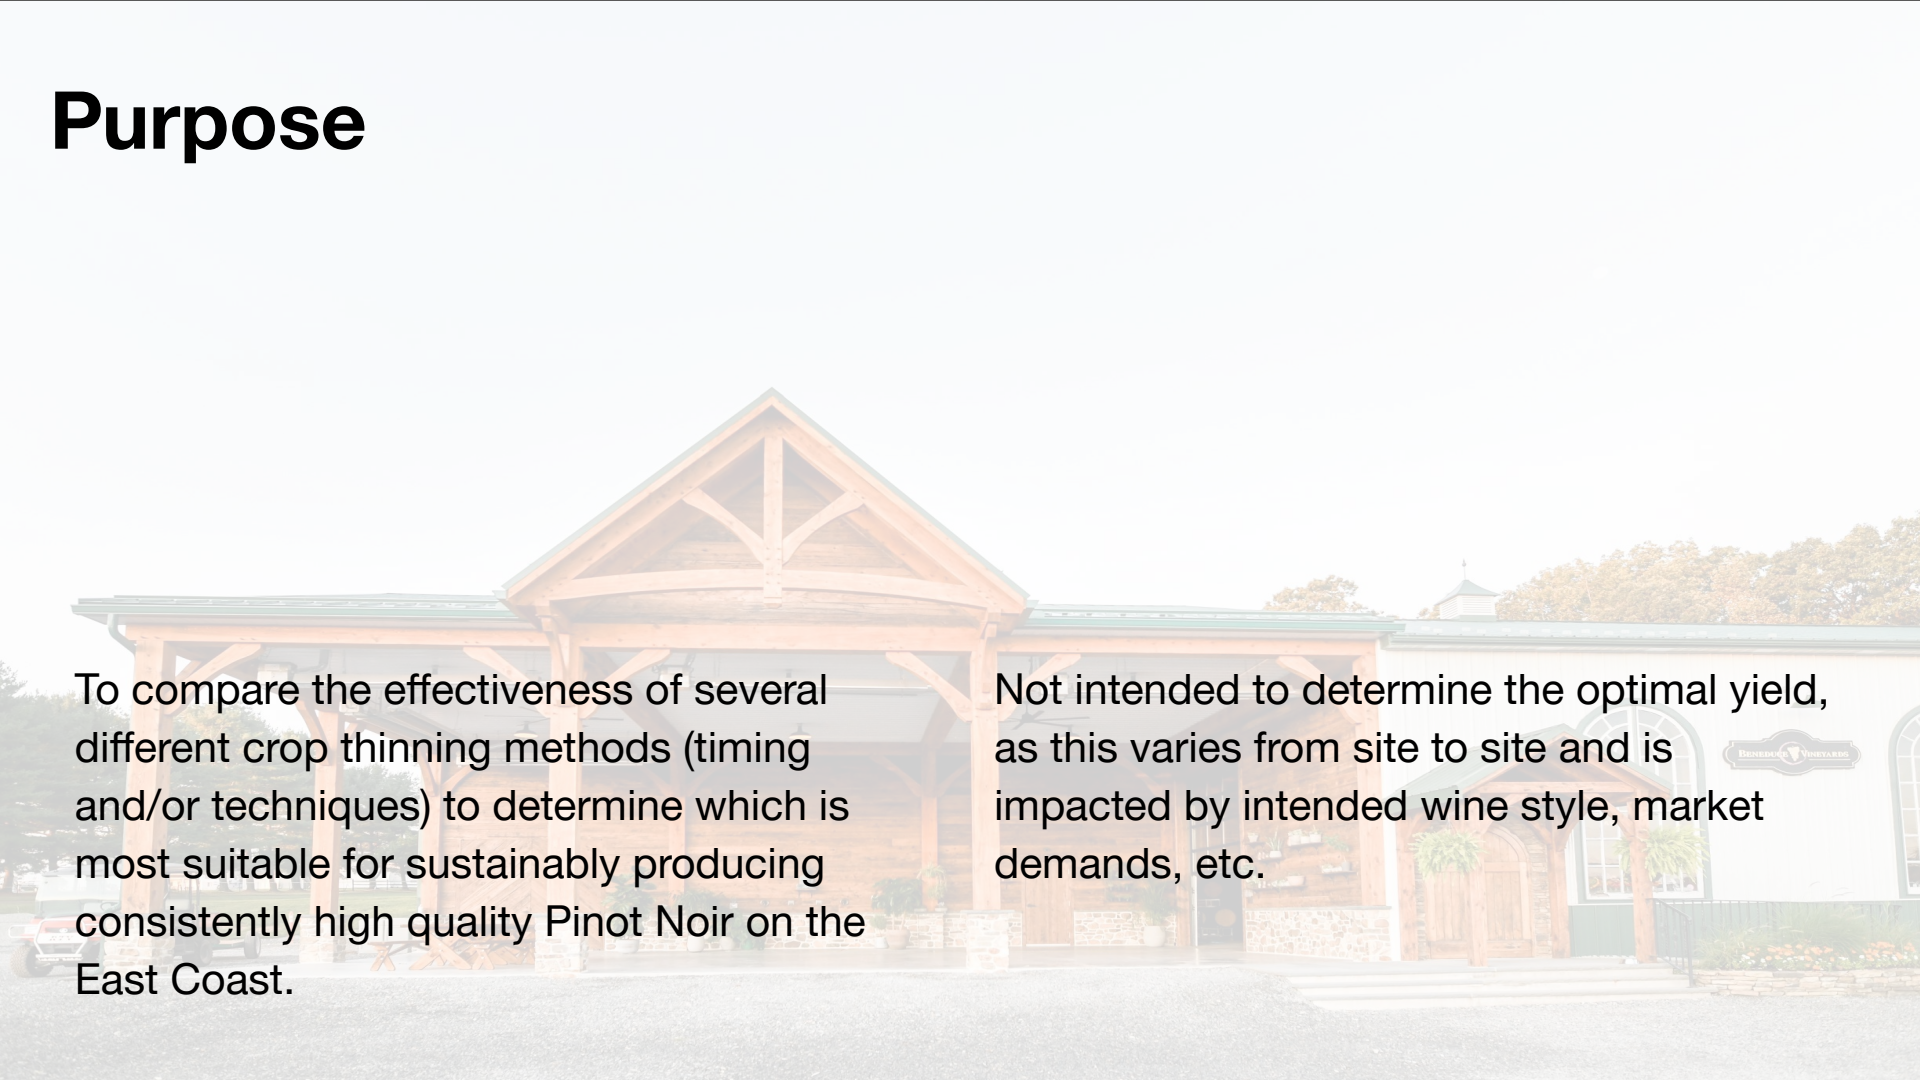 Purpose
To compare the effectiveness of several
different crop thinning methods (timing
and/or techniques) to determine which is
most suitable for sustainably producing
consistently high quality Pinot Noir on the
East Coast.
Not intended to determine the optimal yield,
as this varies from site to site and is
impacted by intended wine style, market
demands, etc.
Beneduce Vineyards